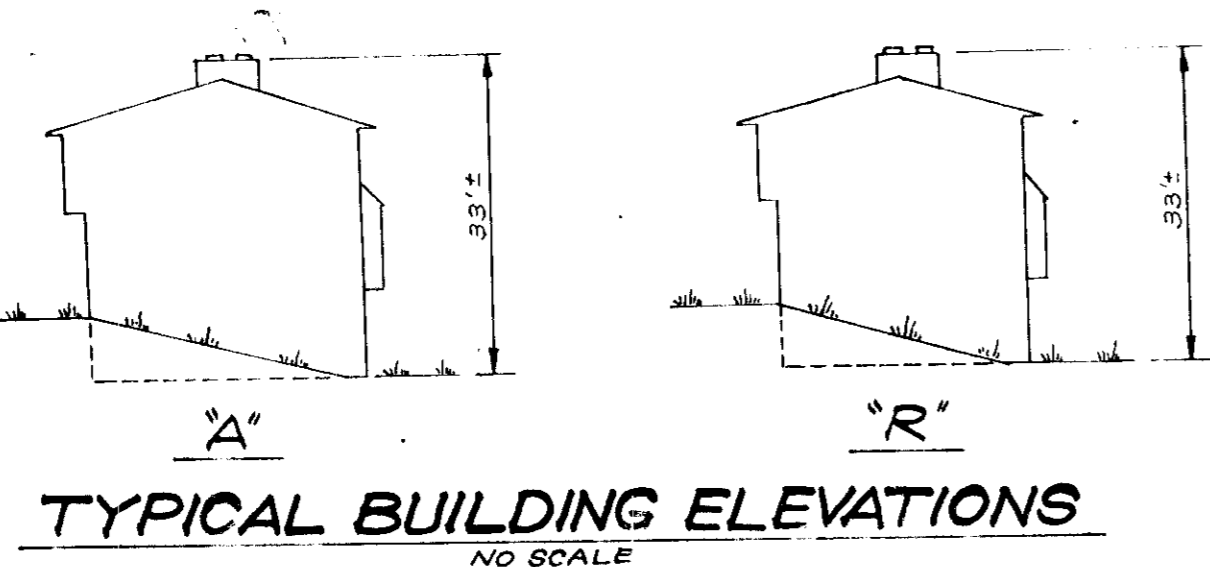 33'±
33'±
"A"
"R"
TYPICAL BUILDING ELEVATIONS
NO SCALE